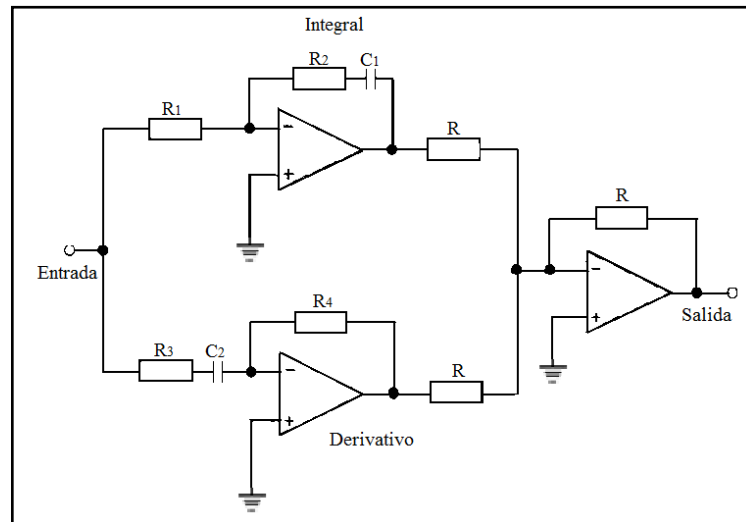 Integral
R2
C1
R1
R
R
Entrada
Salida
R4
R3
C2
R
Derivativo